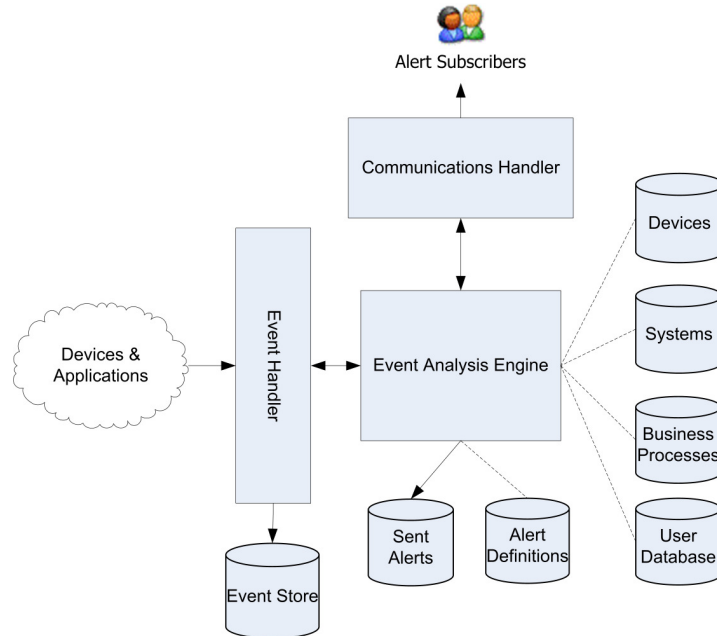 Alert Subscribers
Communications Handler
Devices
Event Handler
Devices &
Applications
Event Analysis Engine
Systems
Business
Processes
Sent
Alerts
Alert
Definitions
User
Database
Event Store